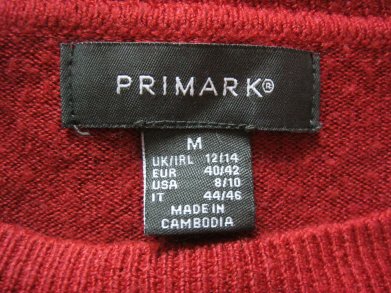 PRIMARK®
M
UK/IRL 12/14
EUR 40/42
USA 8/10
IT 44/46
MADE IN
CAMBODIA